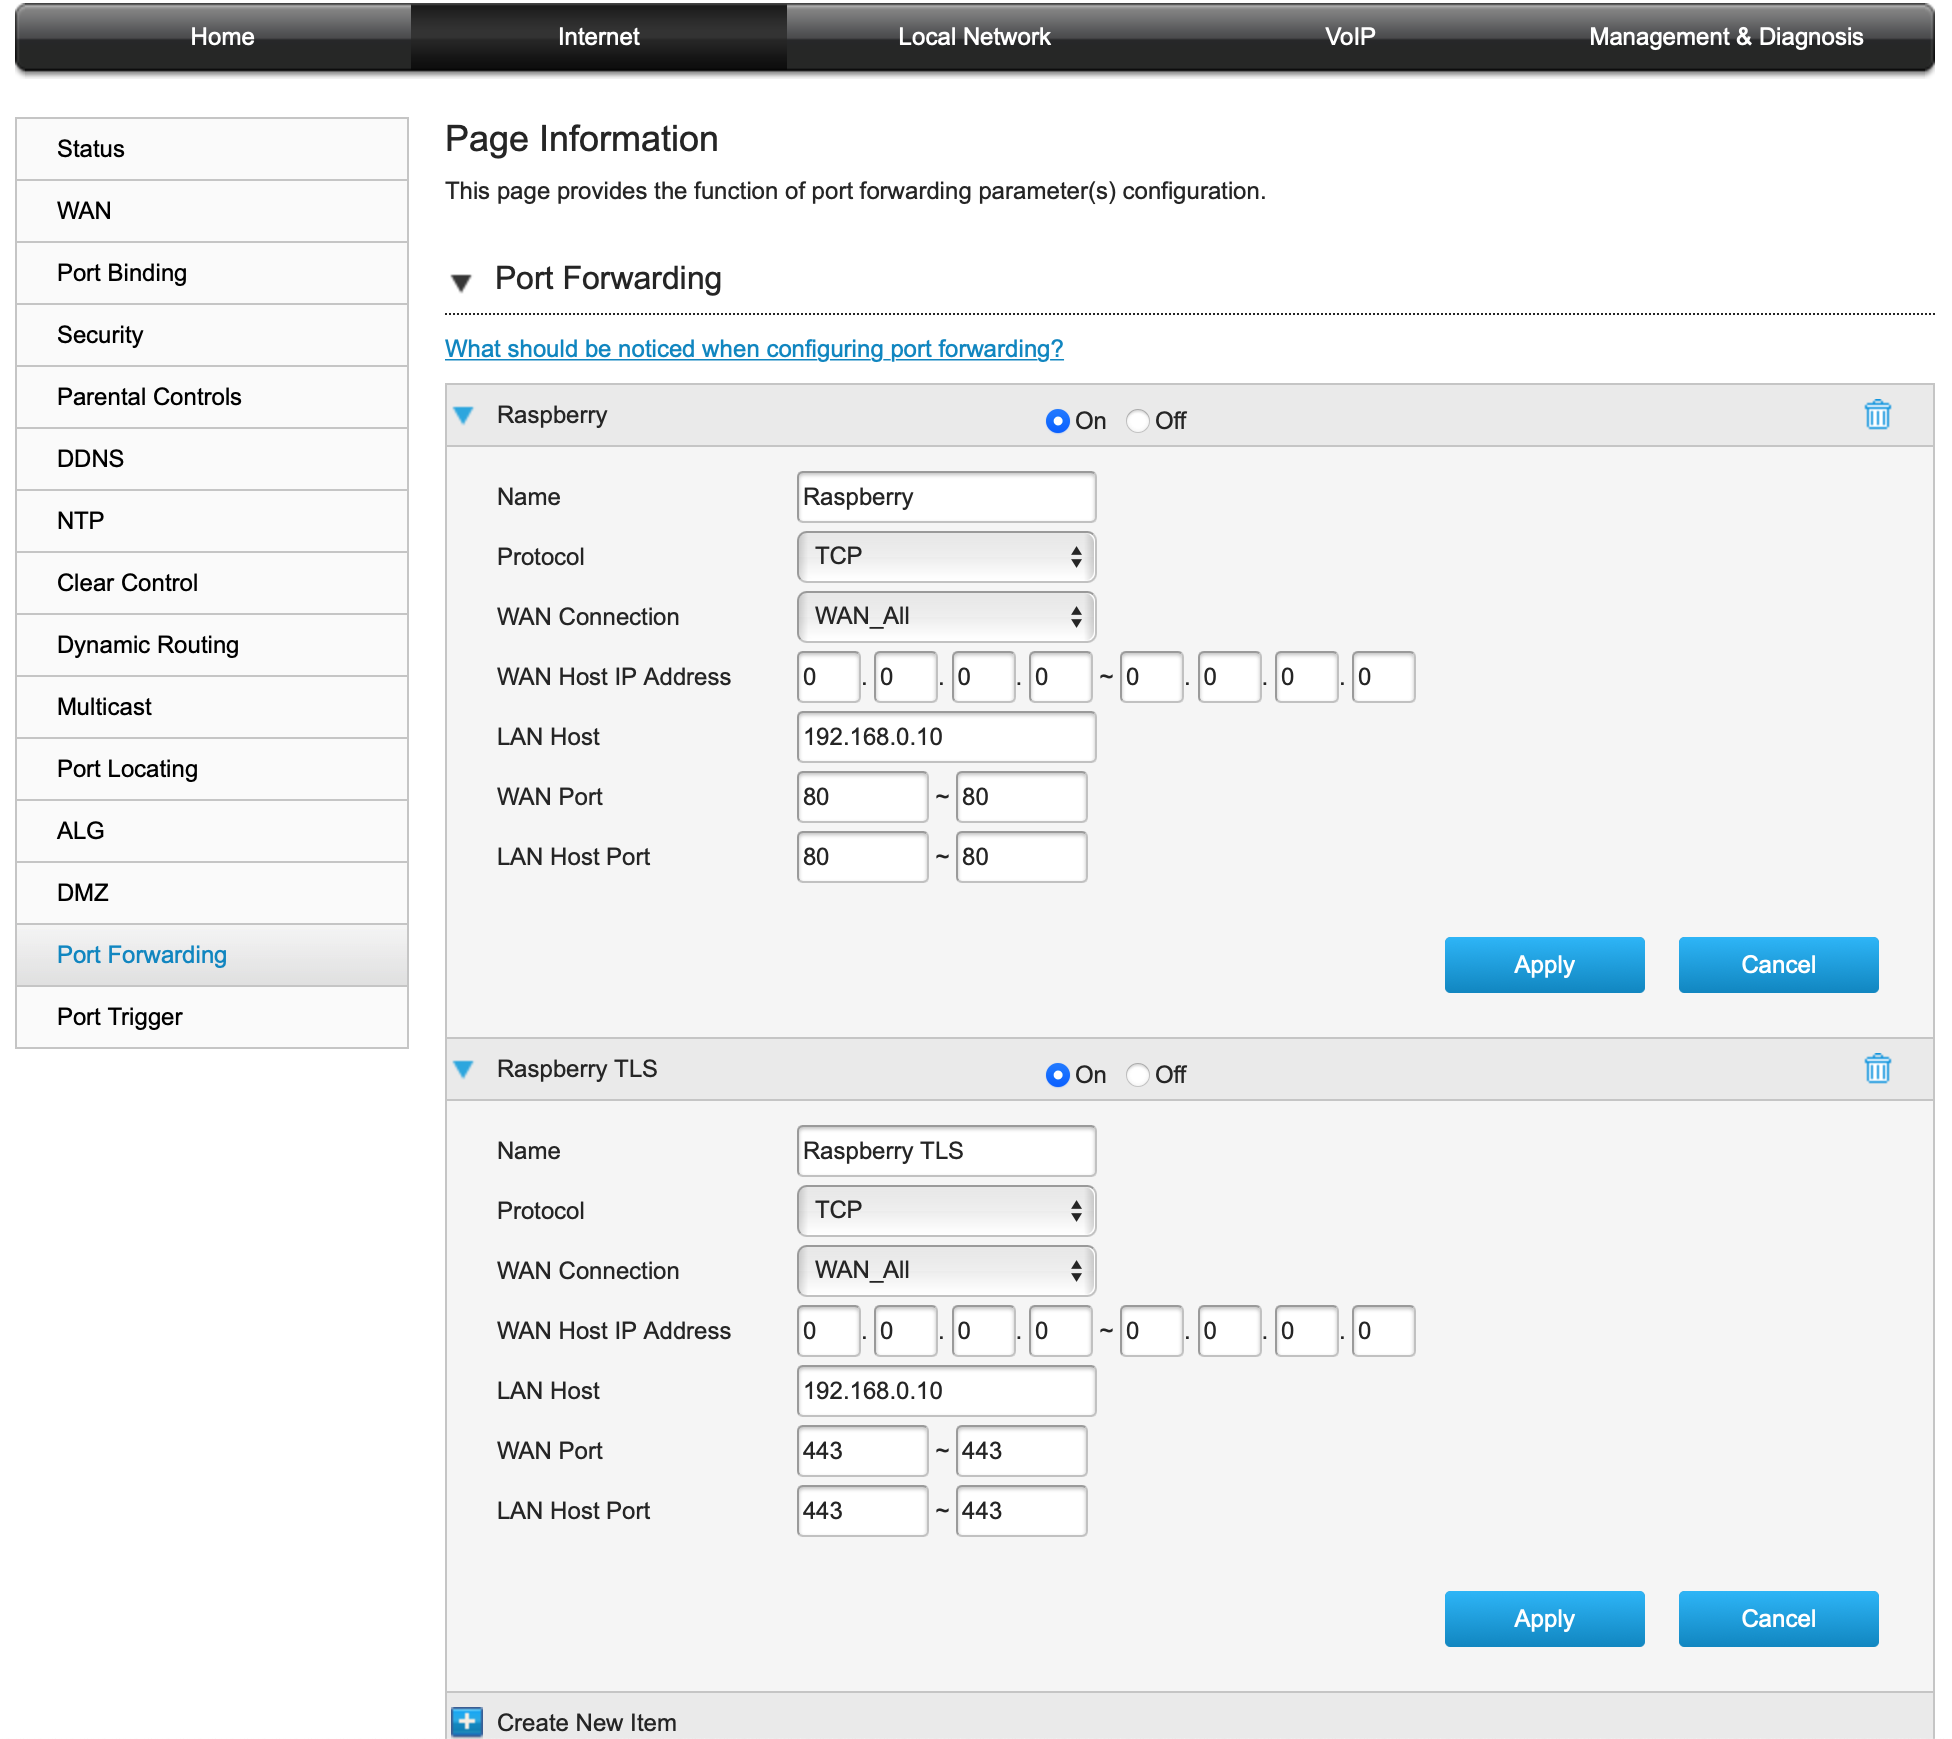 Home Internet Local Network VoIP Management & Diagnosis
Status
WAN
Port Binding
Security
Parental Controls
DDNS
NTP
Clear Control
Dynamic Routing
Multicast
Port Locating
ALG
DMZ
Port Forwarding
Port Trigger
Page Information
This page provides the function of port forwarding parameter(s) configuration.
Port Forwarding
What should be noticed when configuring port forwarding?
Raspberry On Off
Name Raspberry
Protocol TCP
WAN Connection WAN_All
WAN Host IP Address 0 . 0 . 0 . 0 ~ 0 . 0 . 0 . 0
LAN Host 192.168.0.10
WAN Port 80 ~ 80
LAN Host Port 80 ~ 80
Apply Cancel
Raspberry TLS On Off
Name Raspberry TLS
Protocol TCP
WAN Connection WAN_All
WAN Host IP Address 0 . 0 . 0 . 0 ~ 0 . 0 . 0 . 0
LAN Host 192.168.0.10
WAN Port 443 ~ 443
LAN Host Port 443 ~ 443
Apply Cancel
Create New Item